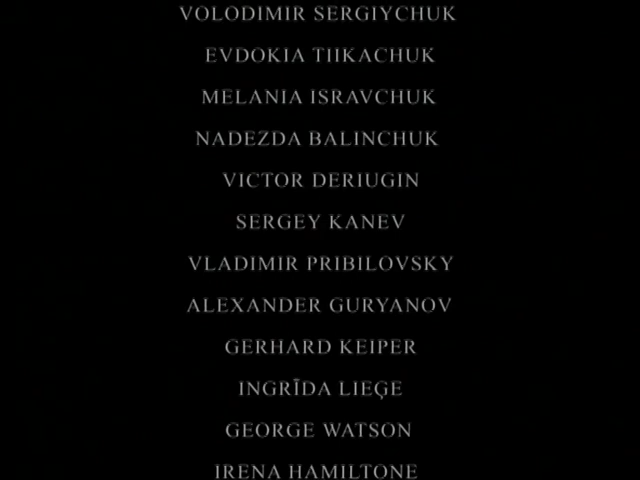 VOLODIMIR SERGIYCHUK
EVDOKIA TIIKACHUK
MELANIA ISRAVCHUK
NADEZDA BALINCHUK
VICTOR DERIUGIN
SERGEY KANEV
VLADIMIR PRIBILOVSKY
ALEXANDER GURYANOV
GERHARD KEIPER
INGRĪDA LIEĢE
GEORGE WATSON
IRENA HAMILTONE